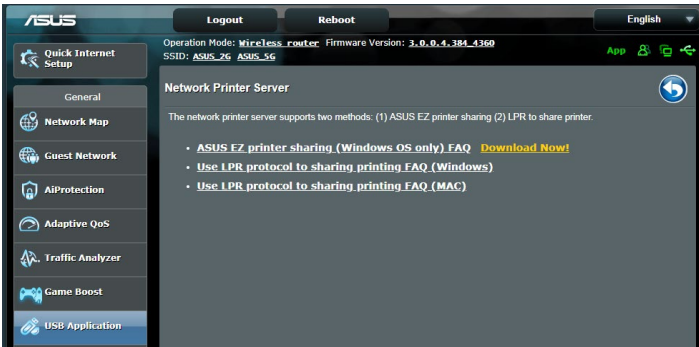 ASUS
Logout
Reboot
English
Quick Internet
Setup
Operation Mode: Wireless router Firmware Version: 3.0.0.4.384_4360
SSID: ASUS_2G ASUS_5G
App
General
Network Map
Guest Network
AiProtection
Adaptive QoS
Traffic Analyzer
Game Boost
USB Application
Network Printer Server
The network printer server supports two methods: (1) ASUS EZ printer sharing (2) LPR to share printer.
ASUS EZ printer sharing (Windows OS only) FAQ Download Now!
Use LPR protocol to sharing printing FAQ (Windows)
Use LPR protocol to sharing printing FAQ (MAC)